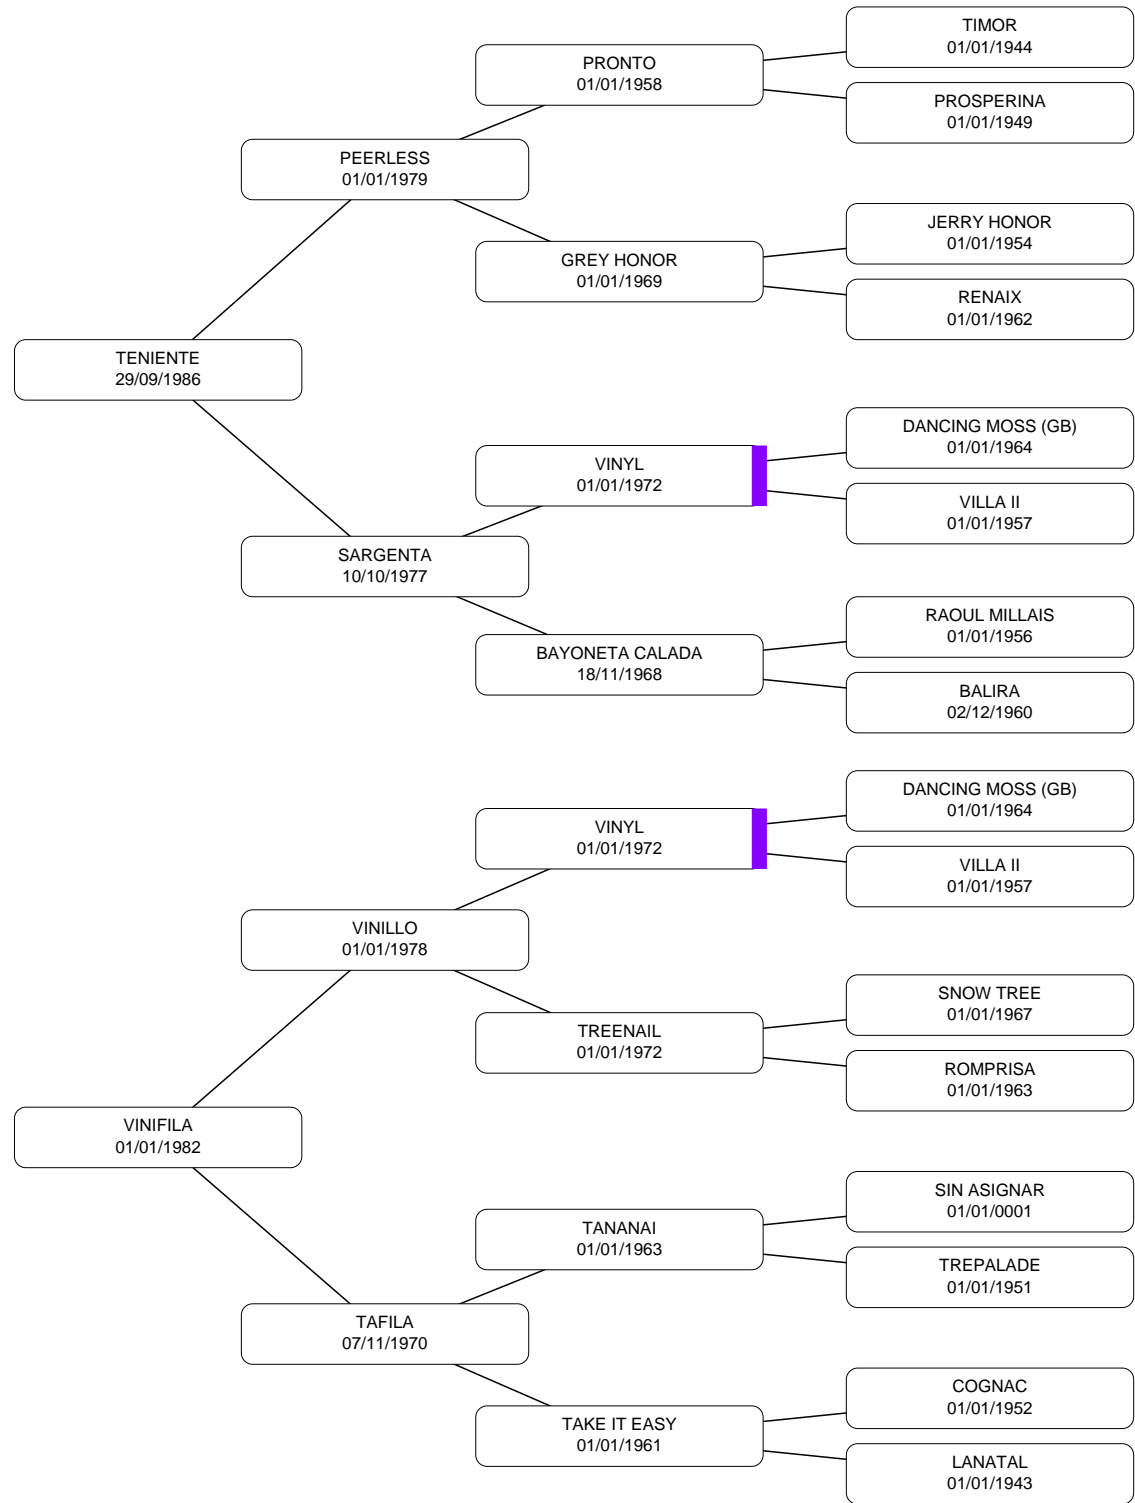 TIMOR
01/01/1944
PRONTO
01/01/1958
PROSPERINA
01/01/1949
PEERLESS
01/01/1979
JERRY HONOR
01/01/1954
GREY HONOR
01/01/1969
RENAIX
01/01/1962
TENIENTE
29/09/1986
DANCING MOSS (GB)
01/01/1964
VINYL
01/01/1972
VILLA II
01/01/1957
SARGENTA
10/10/1977
RAOUL MILLAIS
01/01/1956
BAYONETA CALADA
18/11/1968
BALIRA
02/12/1960
DANCING MOSS (GB)
01/01/1964
VINYL
01/01/1972
VILLA II
01/01/1957
VINILLO
01/01/1978
SNOW TREE
01/01/1967
TREENAIL
01/01/1972
ROMPRISA
01/01/1963
VINIFILA
01/01/1982
SIN ASIGNAR
01/01/0001
TANANAI
01/01/1963
TREPALADE
01/01/1951
TAFILA
07/11/1970
COGNAC
01/01/1952
TAKE IT EASY
01/01/1961
LANATAL
01/01/1943